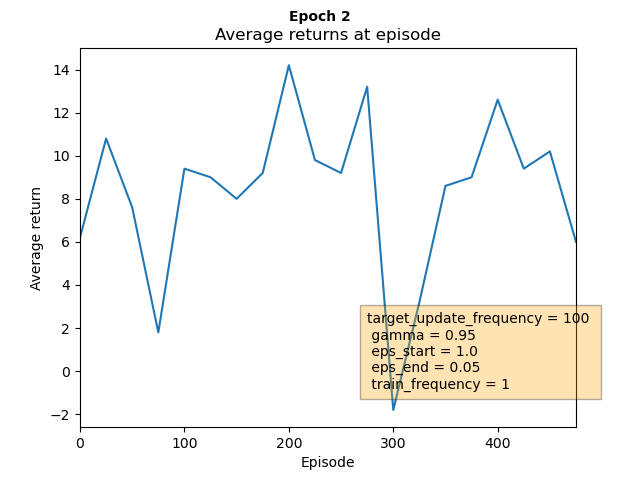 Epoch 2
Average returns at episode
14
12
10
8
6
4
2
0
−2
Average return
target_update_frequency = 100
gamma = 0.95
eps_start = 1.0
eps_end = 0.05
train_frequency = 1
0 100 200 300 400
Episode